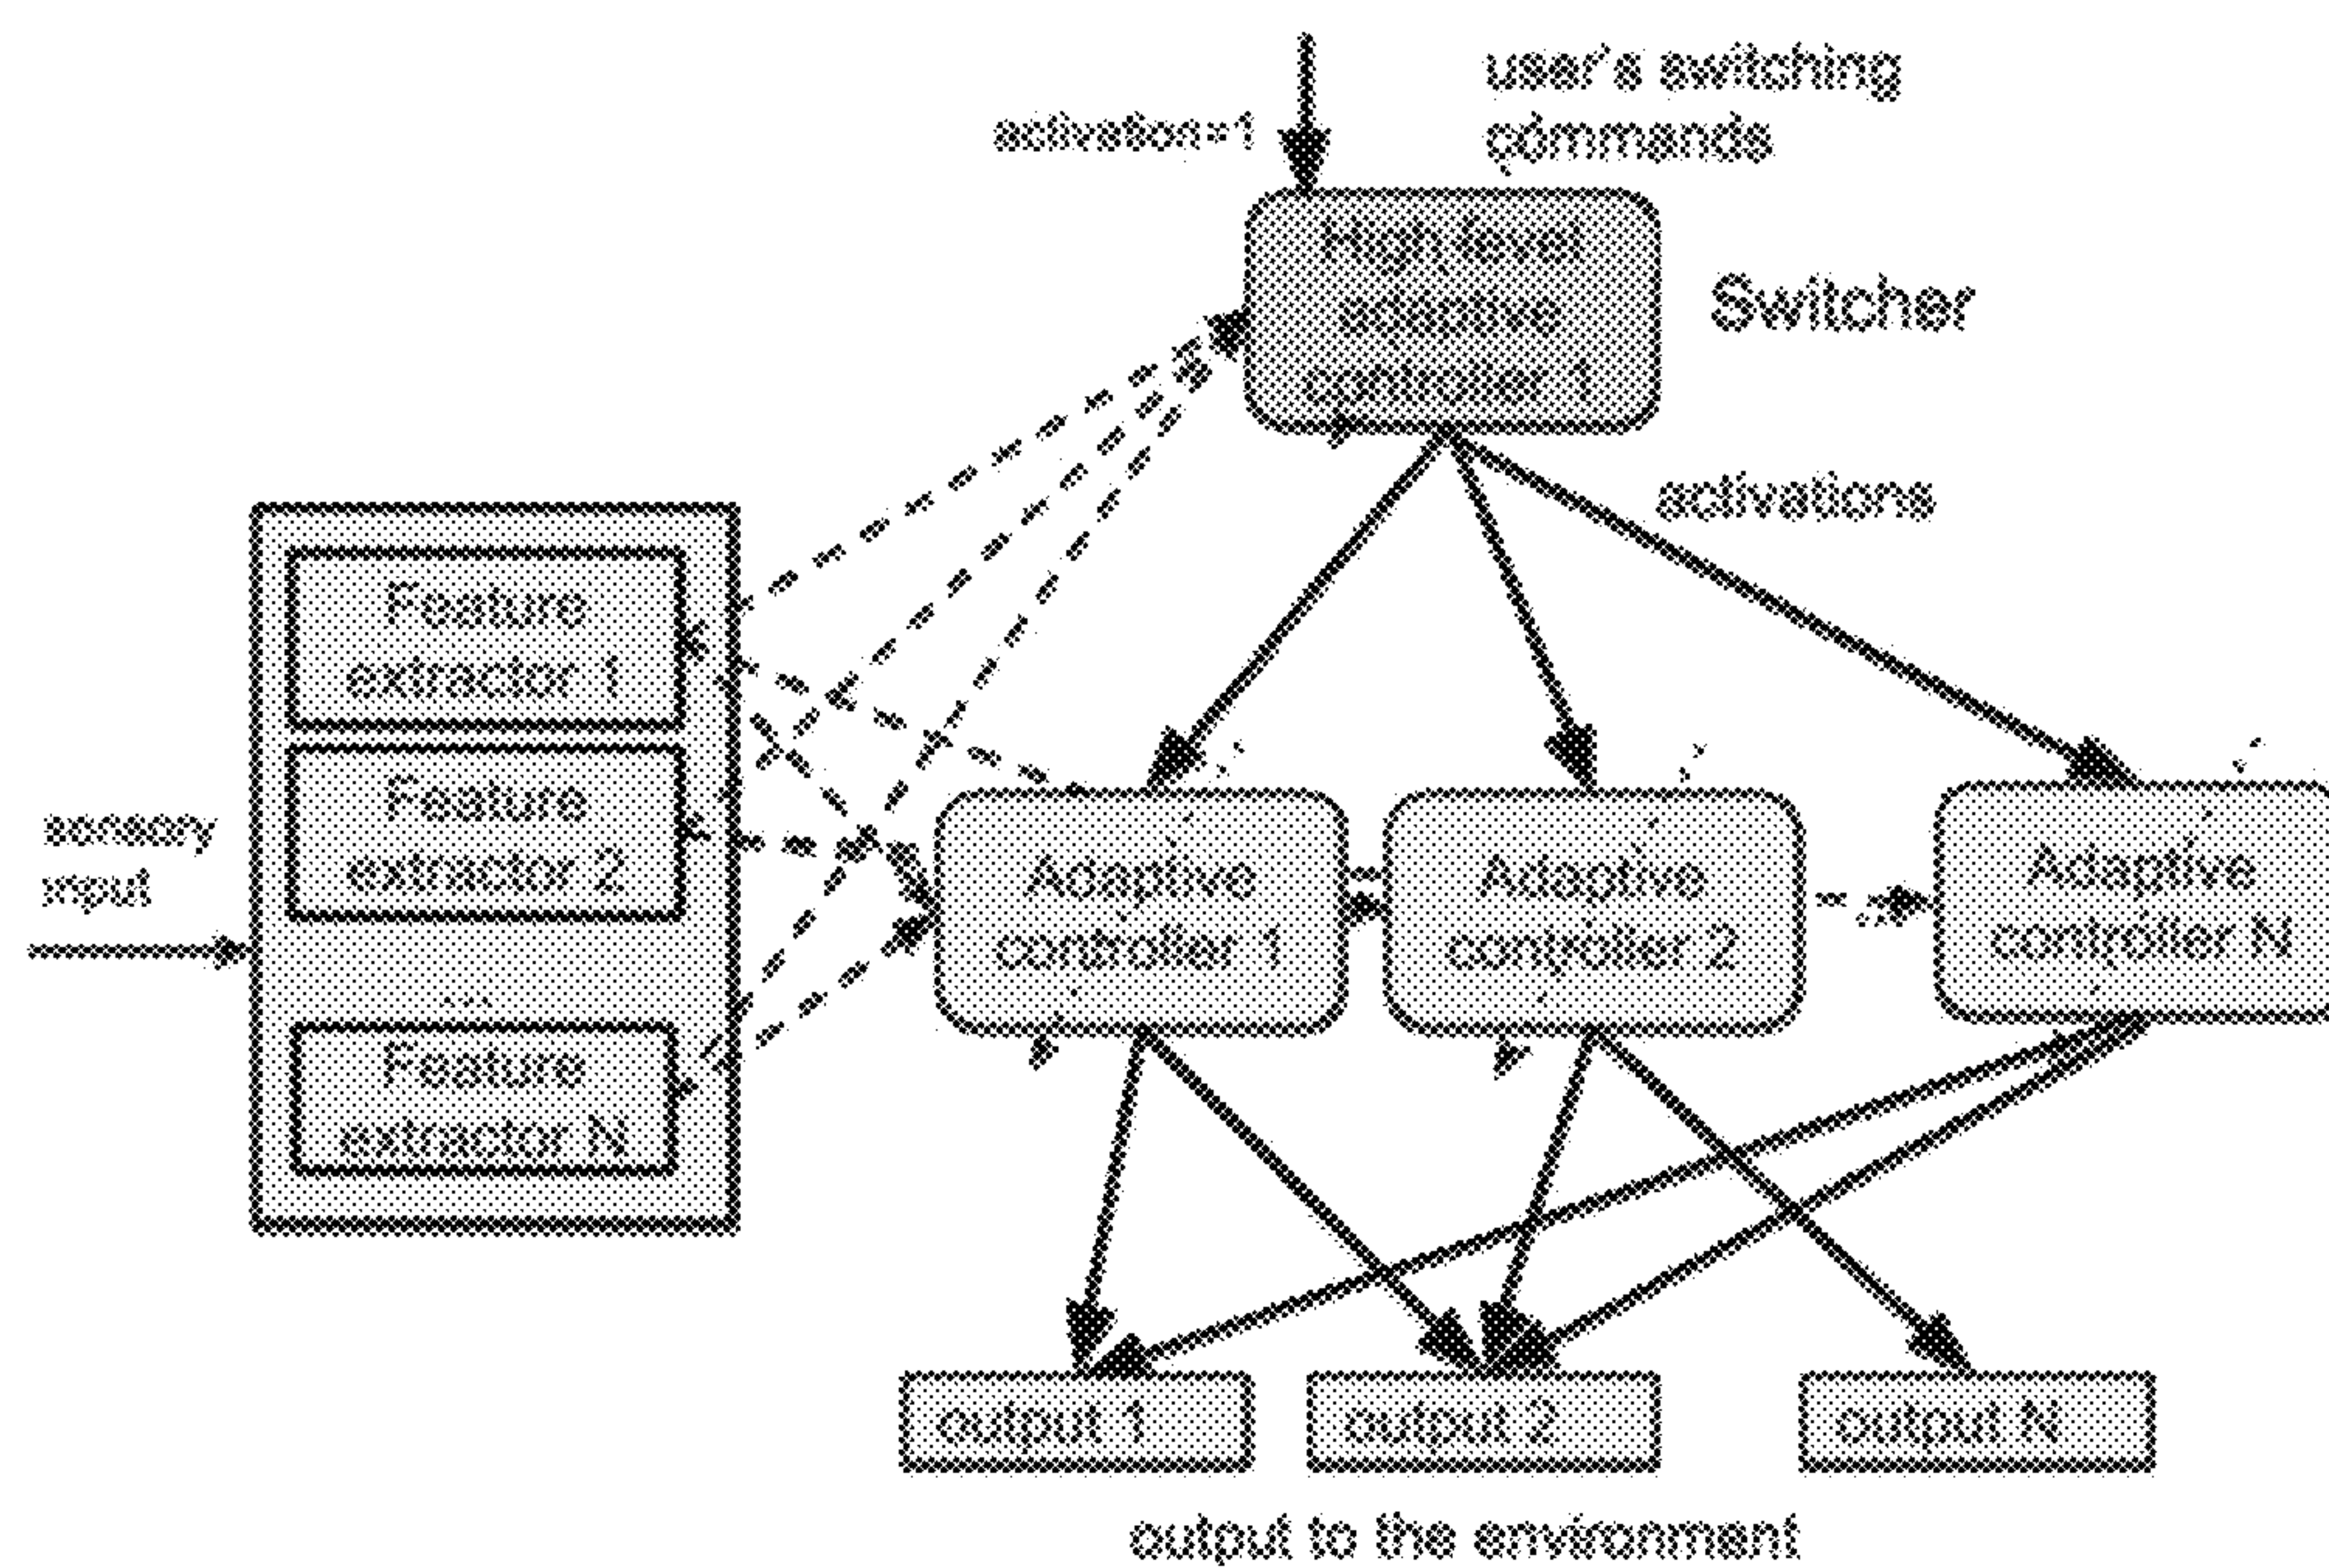 activation=1
user's switching
commands
High-level
adaptive
controller 1
Switcher
activations
Feature
extractor 1
Feature
extractor 2
...
Feature
extractor N
sensory
input
Adaptive
controller 1
Adaptive
controller 2
...
Adaptive
controller N
output 1
output 2
output N
output to the environment